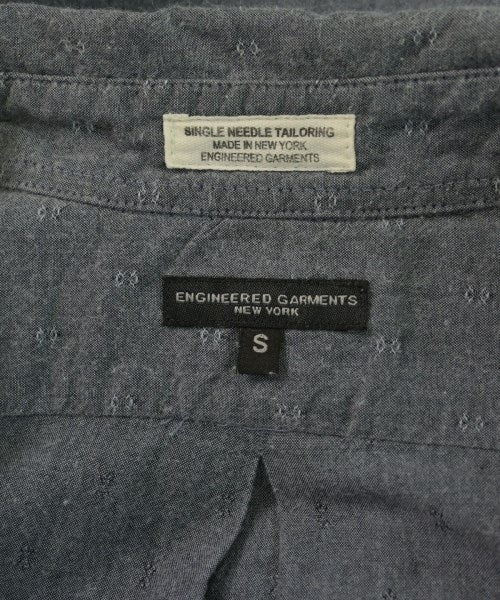 SINGLE NEEDLE TAILORING
MADE IN NEW YORK
ENGINEERED GARMENTS
ENGINEERED GARMENTS
NEW YORK
S